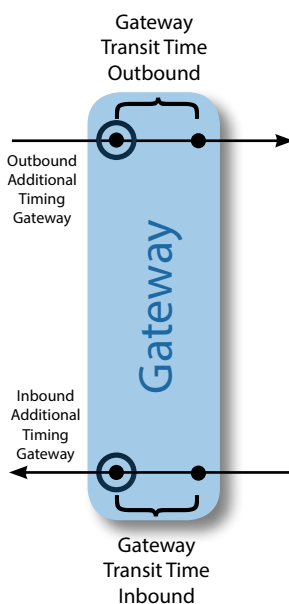 Gateway
Transit Time
Outbound
Outbound
Additional
Timing
Gateway
Gateway
Inbound
Additional
Timing
Gateway
Gateway
Transit Time
Inbound